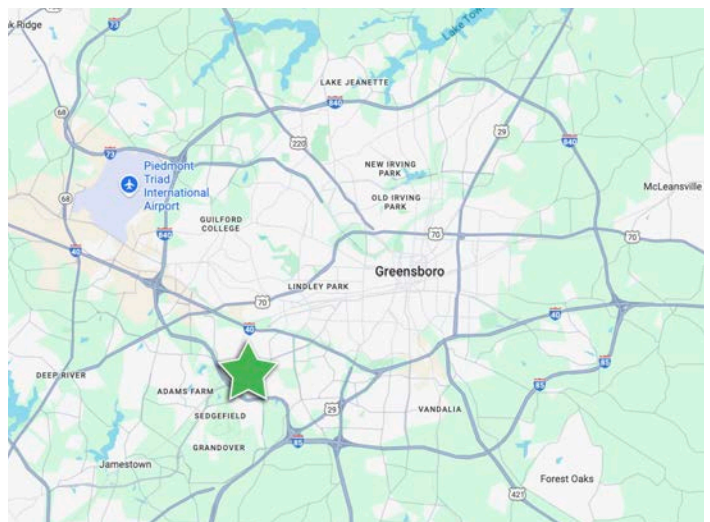 k Ridge
73
Lake Town
68
LAKE JEANETTE
840
29
220
73
840
NEW IRVING
PARK
Piedmont
Triad
International
Airport
McLeansville
68
OLD IRVING
PARK
GUILFORD
COLLEGE
840
70
70
40
Greensboro
LINDLEY PARK
70
40
40
85
DEEP RIVER
ADAMS FARM
SEDGEFIELD
29
VANDALIA
85
GRANDOVER
85
Jamestown
Forest Oaks
421